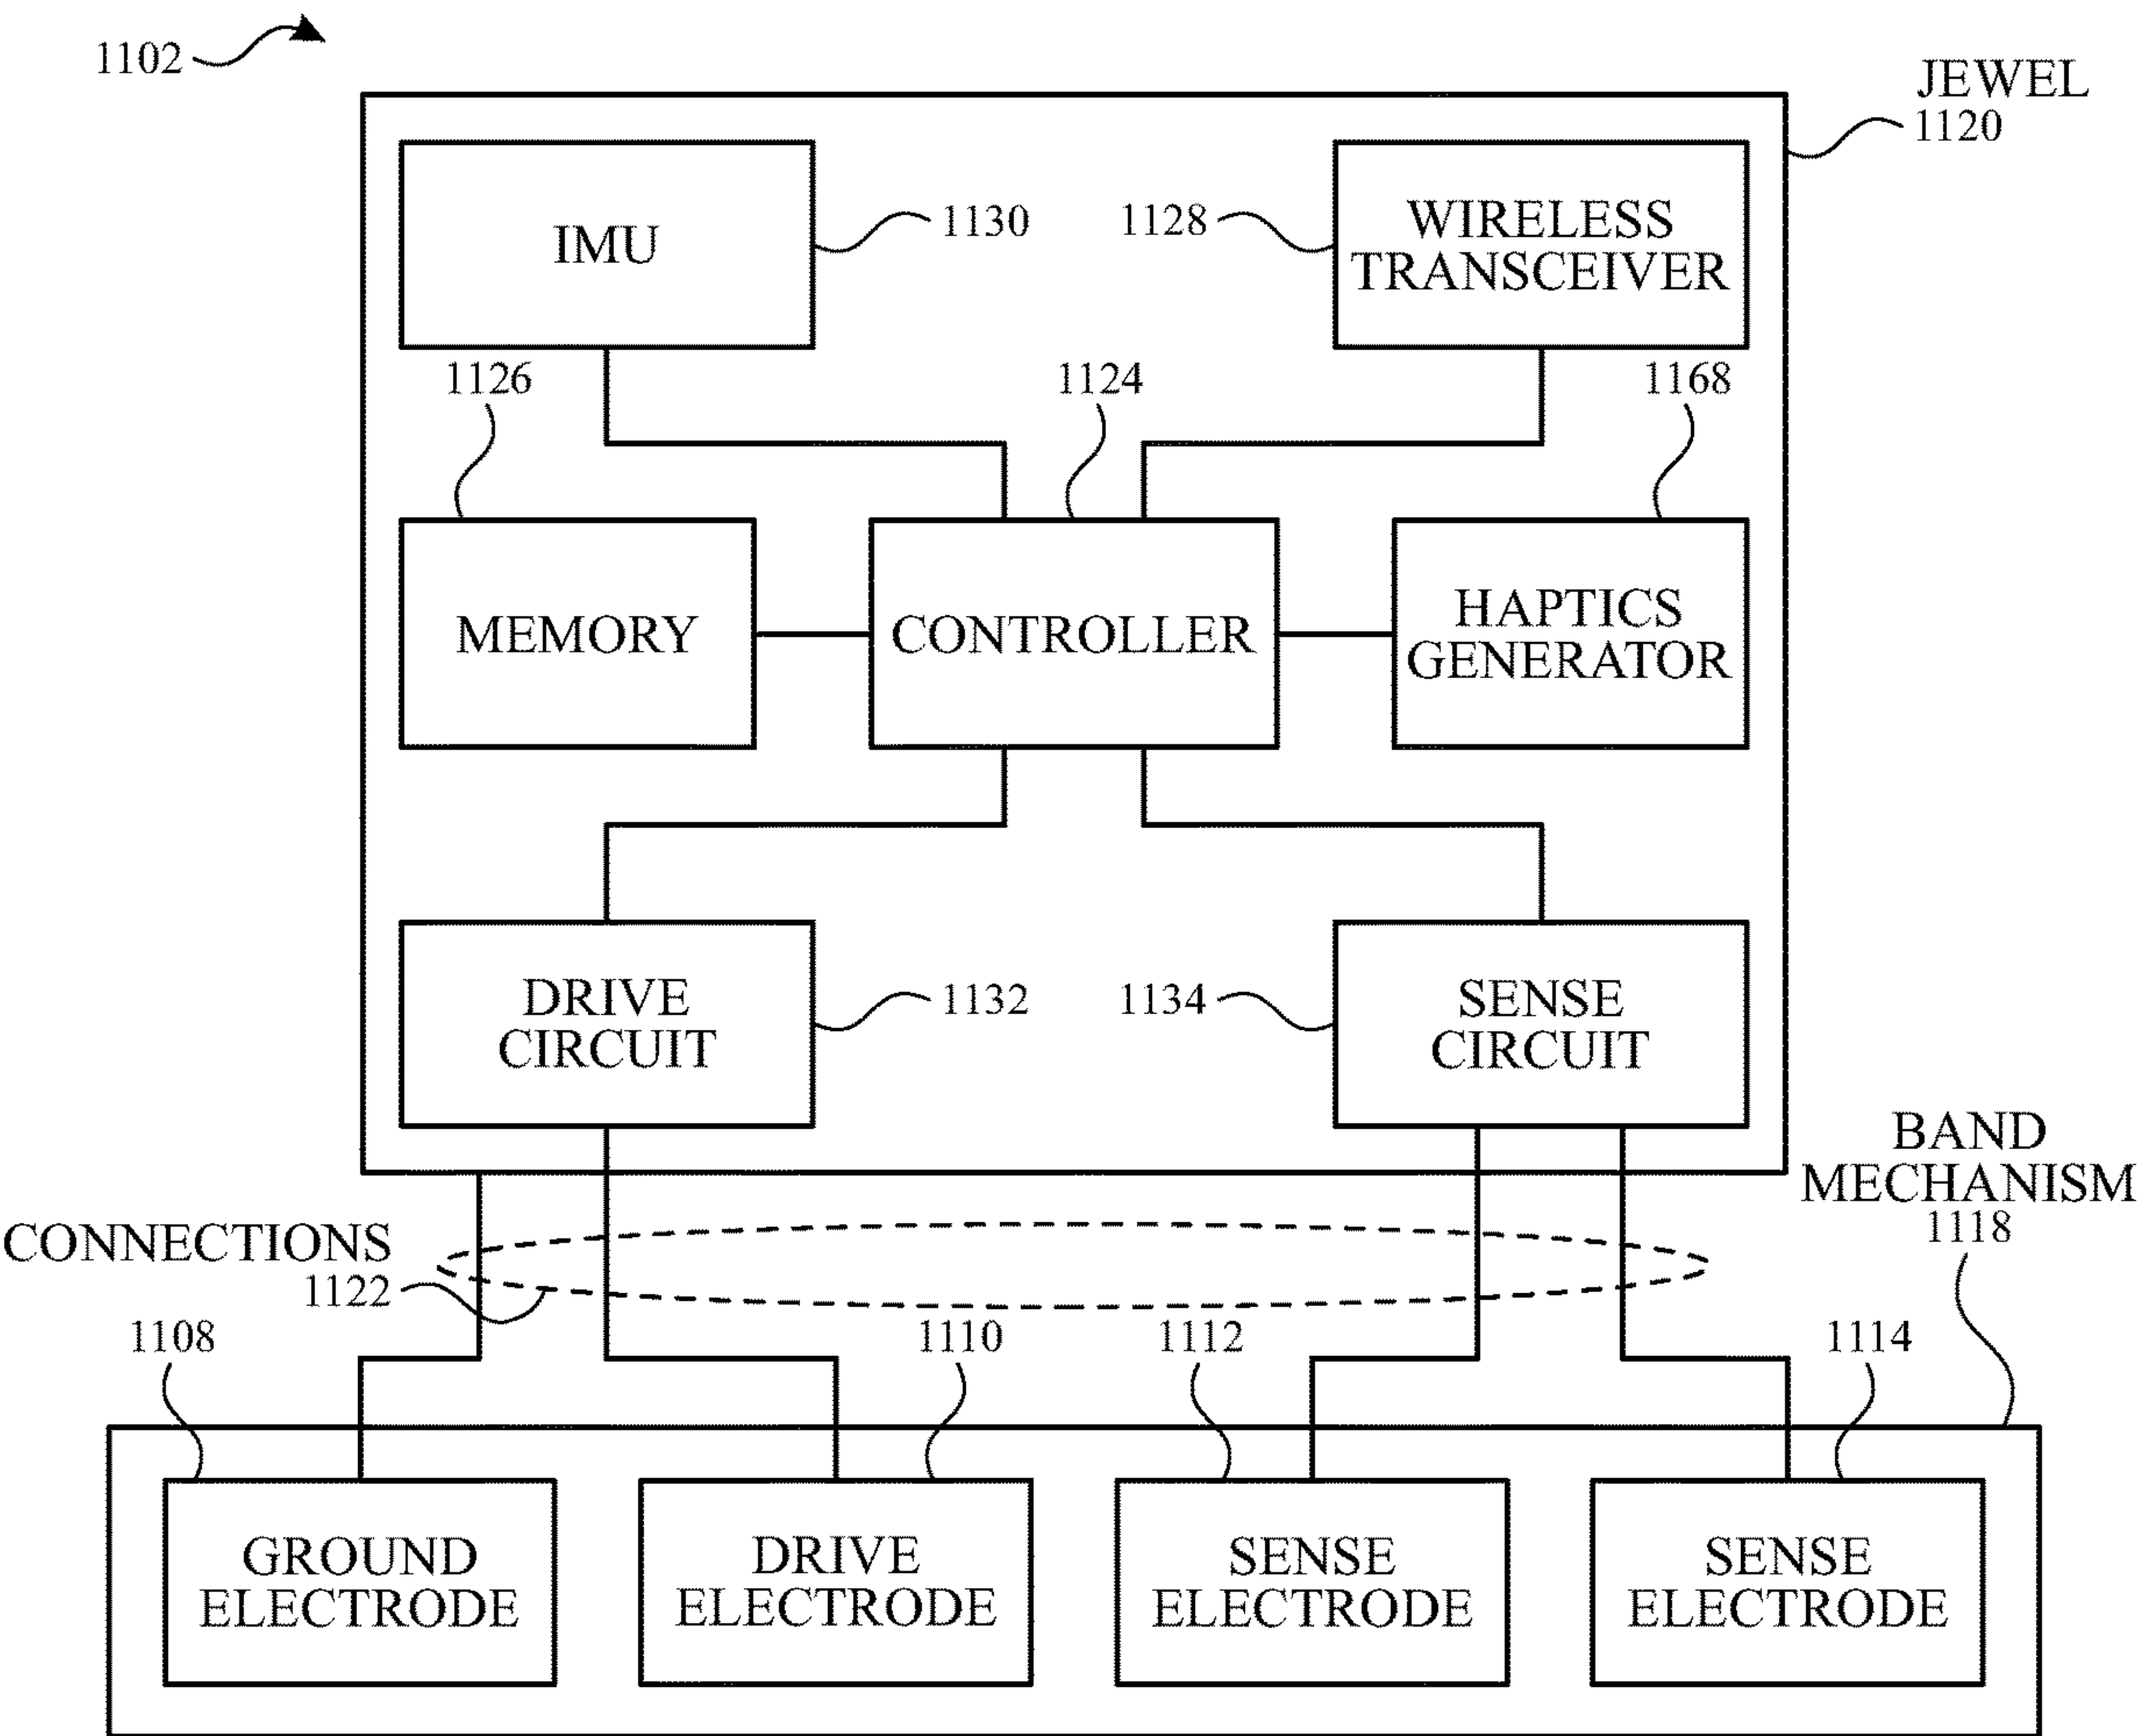 1102
JEWEL
1120
IMU
1130
1128
WIRELESS
TRANSCEIVER
1126
1124
1168
MEMORY
CONTROLLER
HAPTICS
GENERATOR
DRIVE
CIRCUIT
1132
1134
SENSE
CIRCUIT
BAND
MECHANISM
1118
CONNECTIONS
1122
1108
1110
1112
1114
GROUND
ELECTRODE
DRIVE
ELECTRODE
SENSE
ELECTRODE
SENSE
ELECTRODE